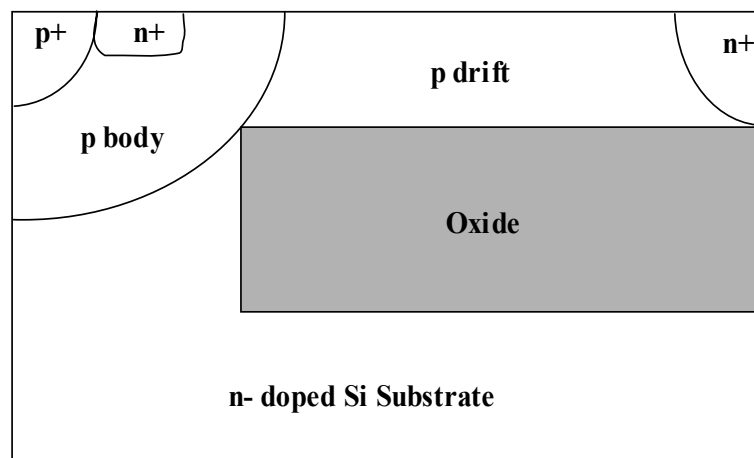 p+
n+
n+
p drift
p body
Oxide
n- doped Si Substrate